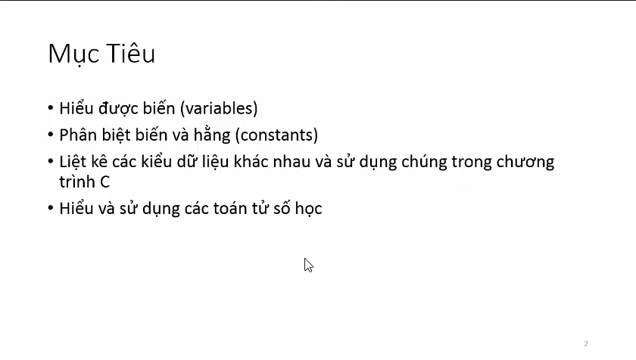 Mục Tiêu
• Hiểu được biến (variables)
• Phân biệt biến và hằng (constants)
• Liệt kê các kiểu dữ liệu khác nhau và sử dụng chúng trong chương
trình C
• Hiểu và sử dụng các toán tử số học
2